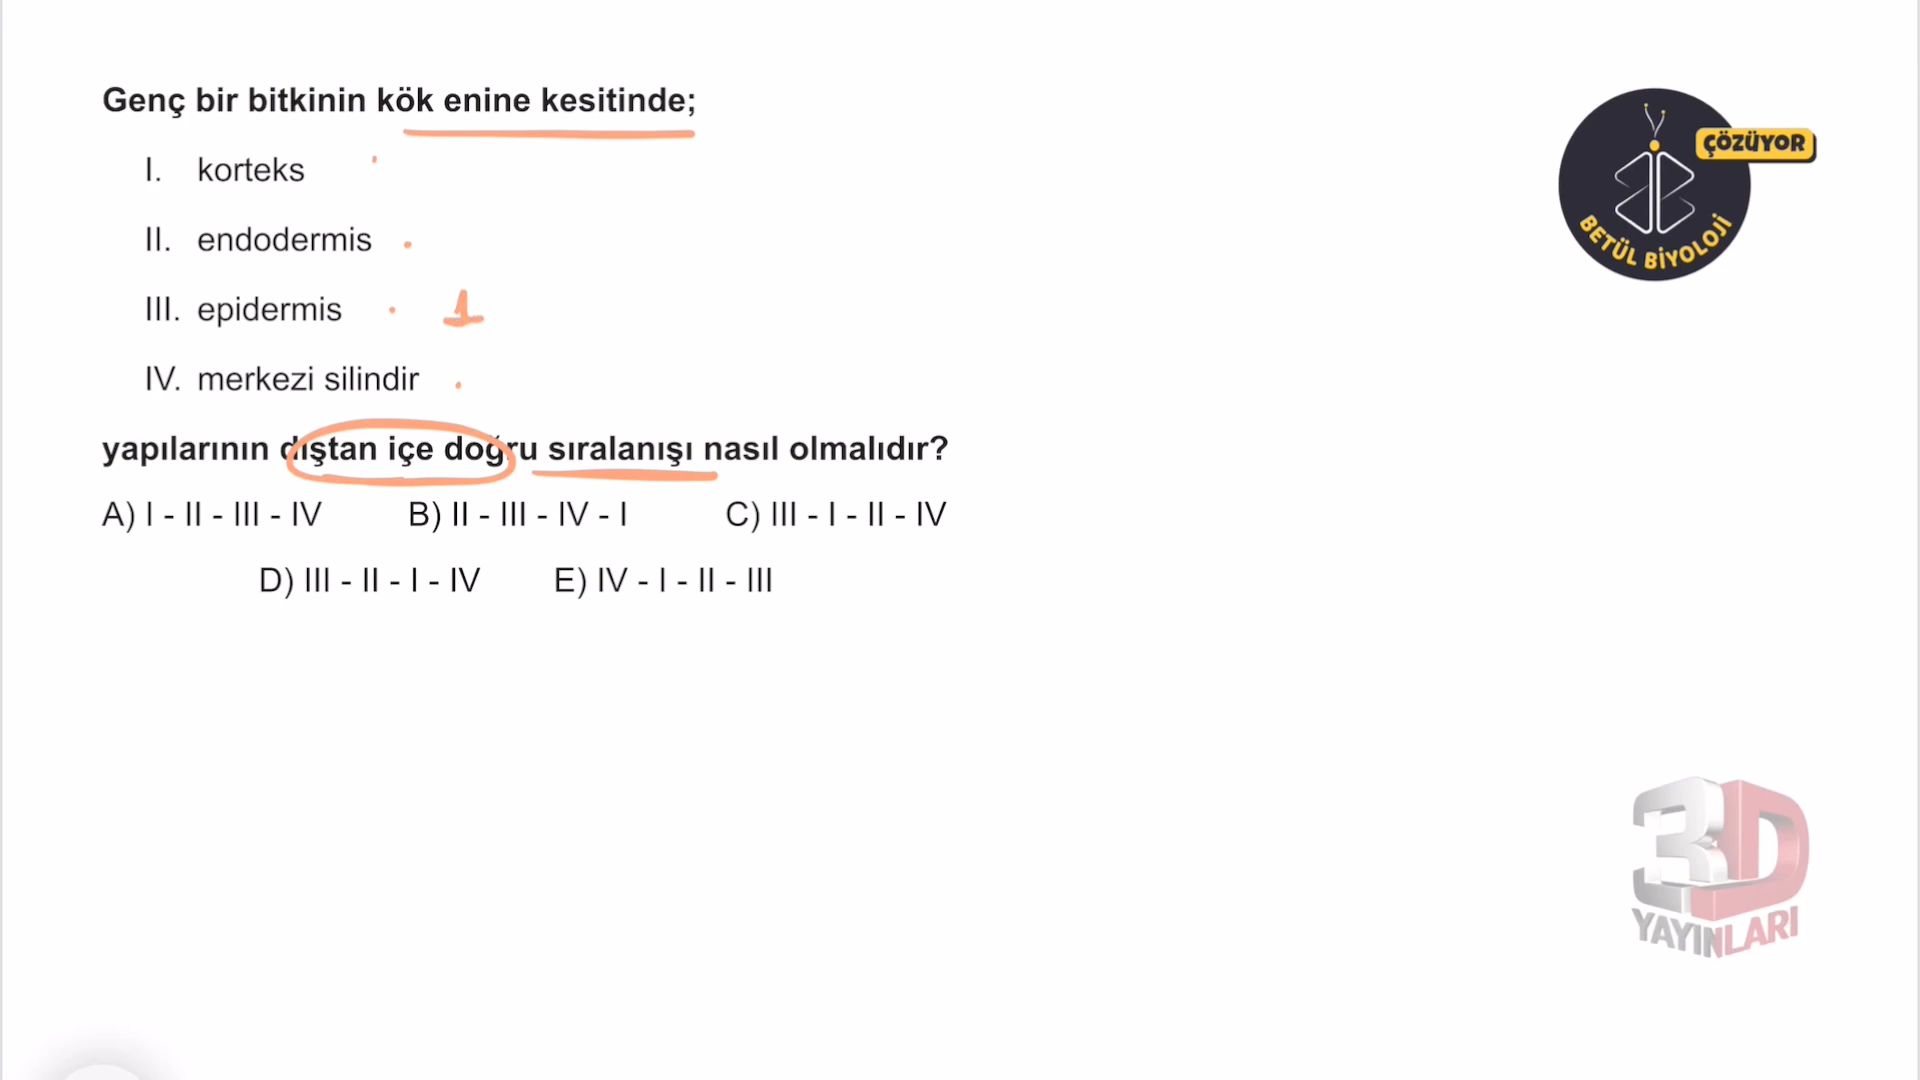 Genç bir bitkinin kök enine kesitinde;
I. korteks
II. endodermis
III. epidermis 1
IV. merkezi silindir
yapılarının dıştan içe doğru sıralanışı nasıl olmalıdır?
A) I - II - III - IV B) II - III - IV - I C) III - I - II - IV
D) III - II - I - IV E) IV - I - II - III
ÇÖZÜYOR
BETÜL BİYOLOJİ
3D
YAYINLARI